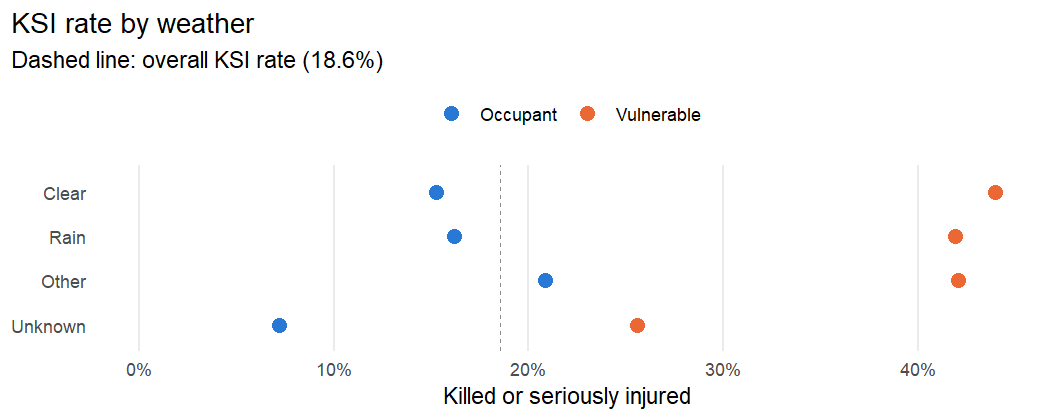 KSI rate by weather
Dashed line: overall KSI rate (18.6%)
Occupant Vulnerable
Clear
Rain
Other
Unknown
0% 10% 20% 30% 40%
Killed or seriously injured